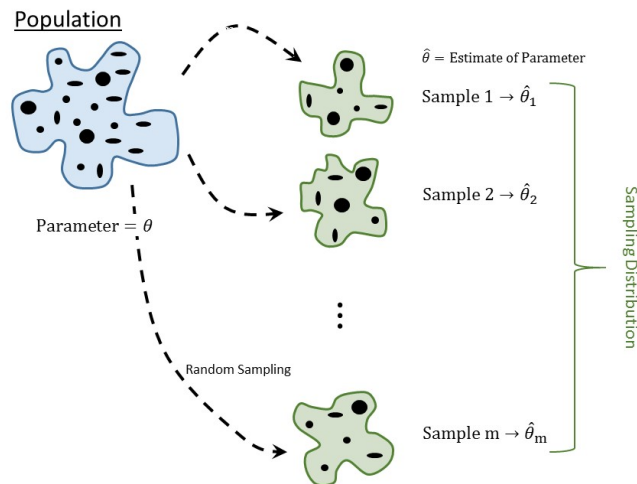 Population
θ̂ = Estimate of Parameter
Sample 1 → θ̂₁
Sample 2 → θ̂₂
Parameter = θ
Random Sampling
Sample m → θ̂ₘ
Sampling Distribution